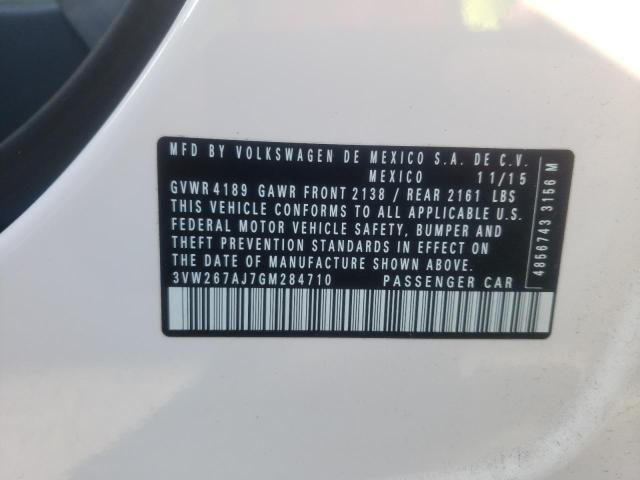 MFD BY VOLKSWAGEN DE MEXICO S.A. DE C.V.
MEXICO 11/15
GVWR 4189 GAWR FRONT 2138 / REAR 2161 LBS
THIS VEHICLE CONFORMS TO ALL APPLICABLE U.S.
FEDERAL MOTOR VEHICLE SAFETY, BUMPER AND
THEFT PREVENTION STANDARDS IN EFFECT ON
THE DATE OF MANUFACTURE SHOWN ABOVE.
3VW267AJ7GM284710 PASSENGER CAR
4856743 3156 M